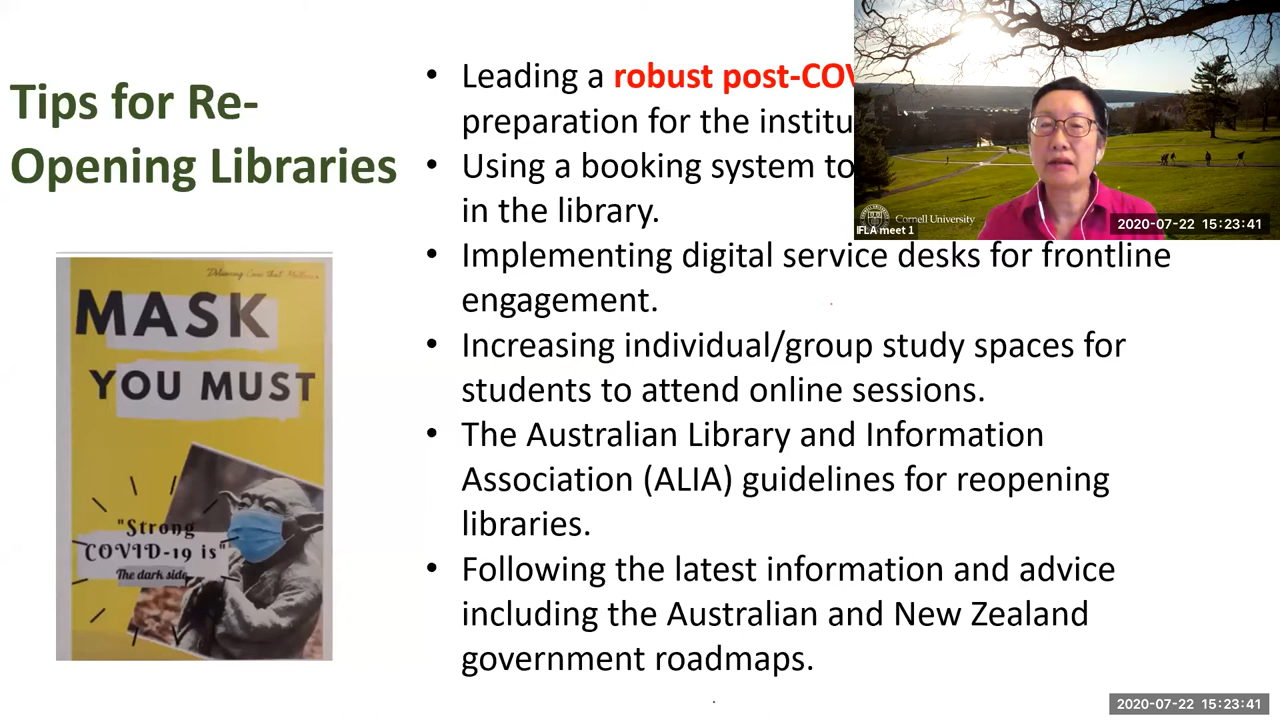 Tips for Re-
Opening Libraries
• Leading a robust post-COV
preparation for the institu
• Using a booking system to
in the library.
• Implementing digital service desks for frontline
engagement.
• Increasing individual/group study spaces for
students to attend online sessions.
• The Australian Library and Information
Association (ALIA) guidelines for reopening
libraries.
• Following the latest information and advice
including the Australian and New Zealand
government roadmaps.
Delivering Care that Matters
MASK
YOU MUST
"Strong
COVID-19 is"
The dark side
Cornell University
IFLA meet 1
2020-07-22 15:23:41
2020-07-22 15:23:41